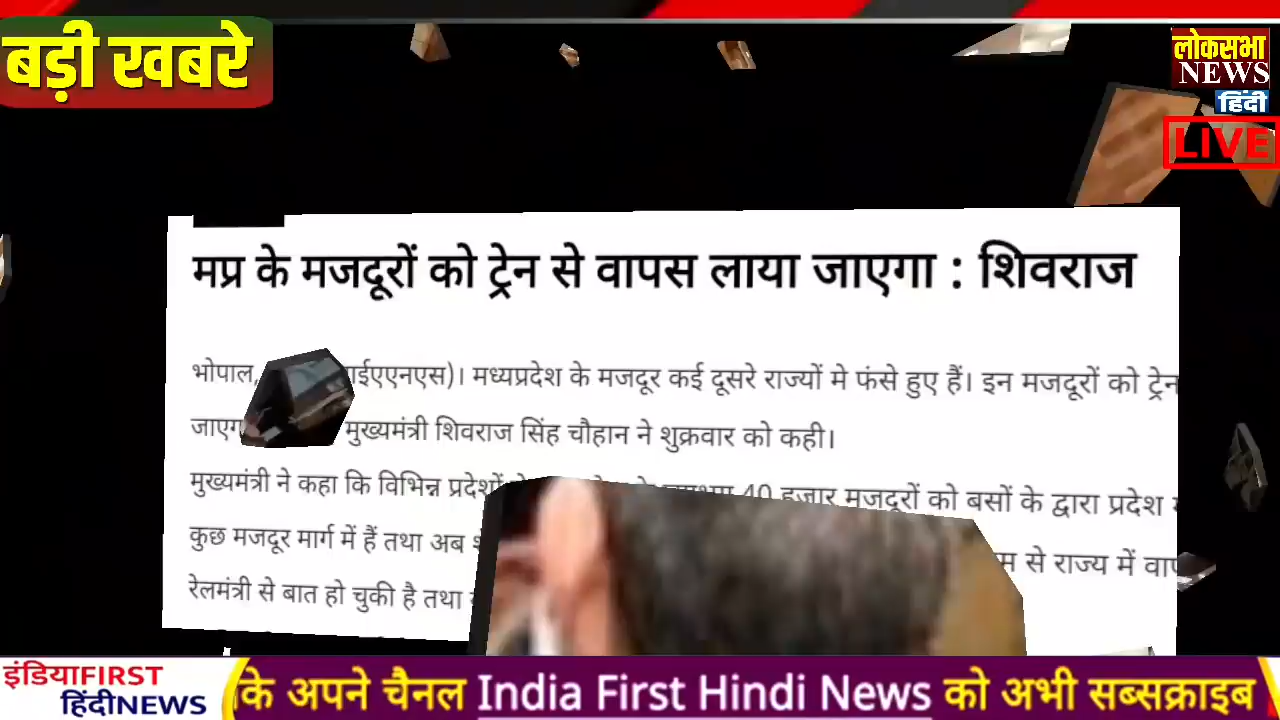 बड़ी खबरे
लोकसभा
NEWS
हिंदी
LIVE
मप्र के मजदूरों को ट्रेन से वापस लाया जाएगा : शिवराज
भोपाल, मध्यप्रदेश के मजदूर कई दूसरे राज्यों मे फंसे हुए हैं। इन मजदूरों को ट्रेन
मुख्यमंत्री शिवराज सिंह चौहान ने शुक्रवार को कही।
मुख्यमंत्री ने कहा कि विभिन्न प्रदेशों 40 हजार मजदूरों को बसों के द्वारा प्रदेश
कुछ मजदूर मार्ग में हैं तथा अब से राज्य में
रेलमंत्री से बात हो चुकी है तथा
इंडियाFIRST
हिंदीNEWS
के अपने चैनल India First Hindi News को अभी सब्सक्राइब